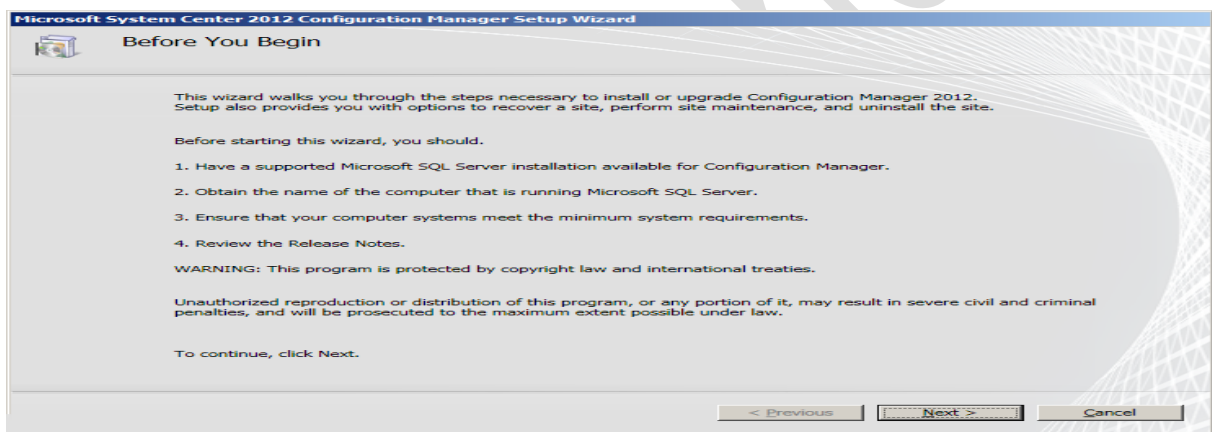 Microsoft System Center 2012 Configuration Manager Setup Wizard
Before You Begin
This wizard walks you through the steps necessary to install or upgrade Configuration Manager 2012.
Setup also provides you with options to recover a site, perform site maintenance, and uninstall the site.
Before starting this wizard, you should.
1. Have a supported Microsoft SQL Server installation available for Configuration Manager.
2. Obtain the name of the computer that is running Microsoft SQL Server.
3. Ensure that your computer systems meet the minimum system requirements.
4. Review the Release Notes.
WARNING: This program is protected by copyright law and international treaties.
Unauthorized reproduction or distribution of this program, or any portion of it, may result in severe civil and criminal
penalties, and will be prosecuted to the maximum extent possible under law.
To continue, click Next.
< Previous
Next >
Cancel